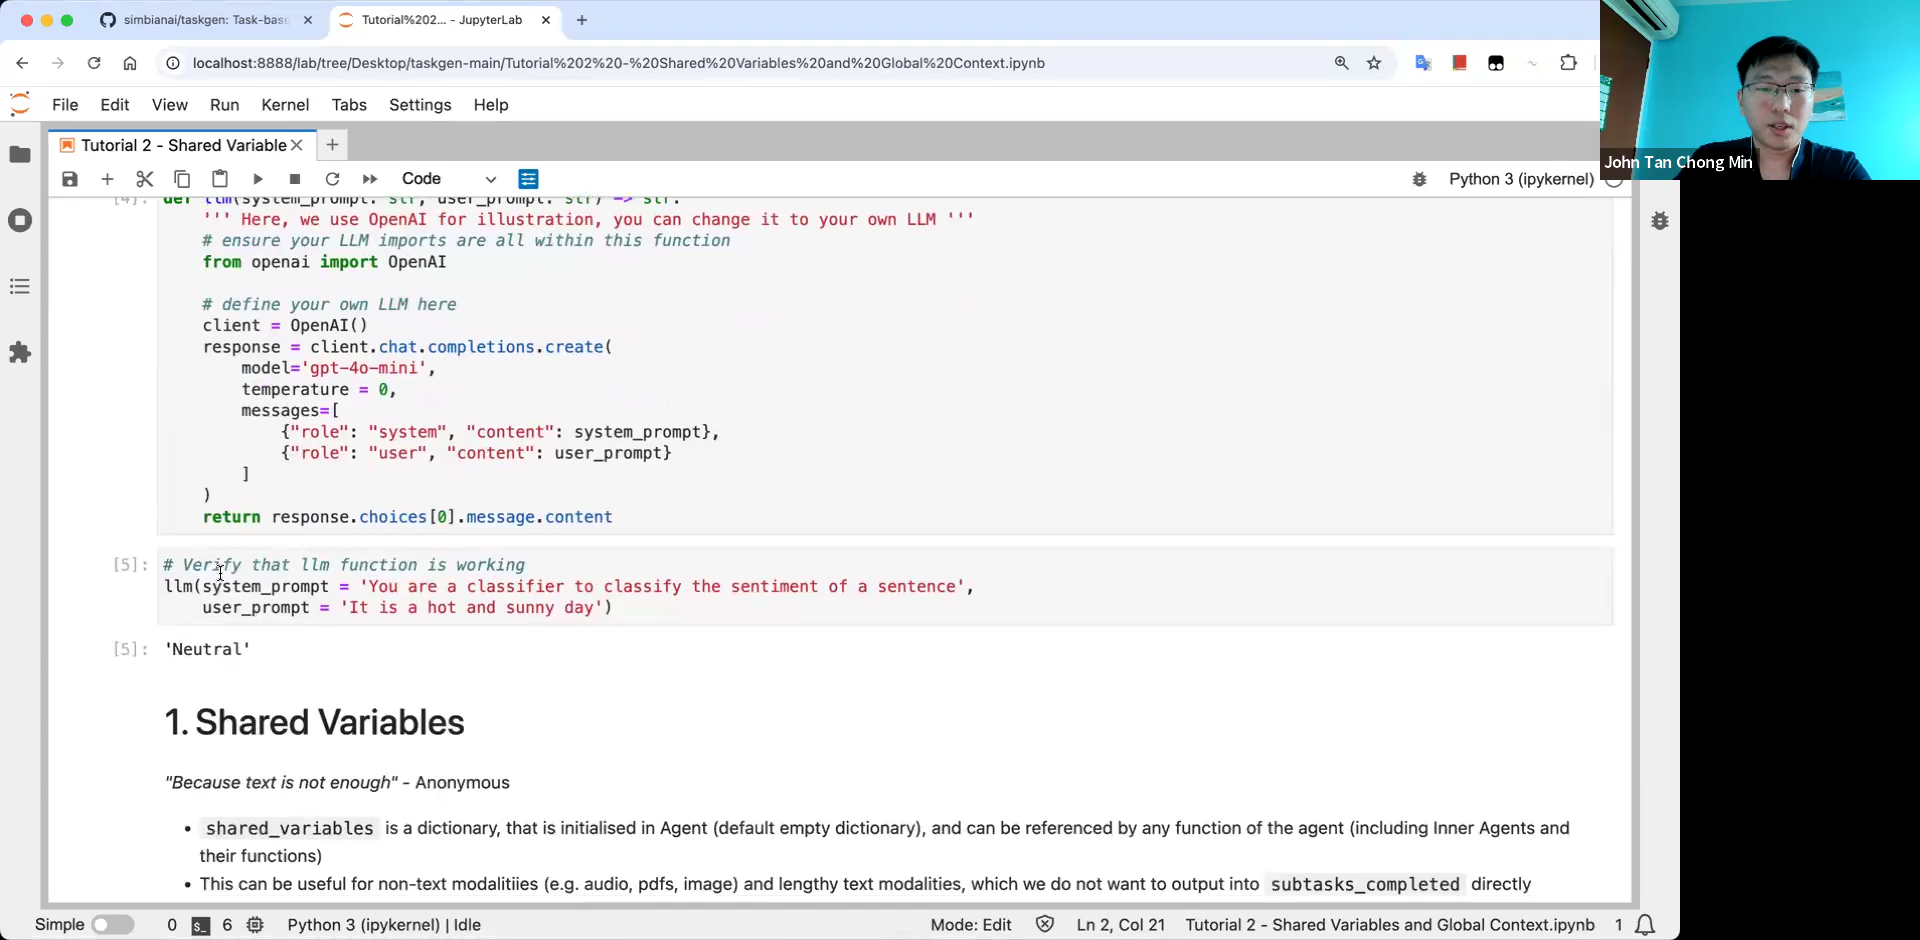 simbianai/taskgen: Task-base
Tutorial%202... - JupyterLab
localhost:8888/lab/tree/Desktop/taskgen-main/Tutorial%202%20-%20Shared%20Variables%20and%20Global%20Context.ipynb
File Edit View Run Kernel Tabs Settings Help
John Tan Chong Min
Tutorial 2 - Shared Variable
Code
Python 3 (ipykernel)
[4]: def llm(system_prompt: str, user_prompt: str) -> str:
''' Here, we use OpenAI for illustration, you can change it to your own LLM '''
# ensure your LLM imports are all within this function
from openai import OpenAI
# define your own LLM here
client = OpenAI()
response = client.chat.completions.create(
model='gpt-4o-mini',
temperature = 0,
messages=[
{"role": "system", "content": system_prompt},
{"role": "user", "content": user_prompt}
]
)
return response.choices[0].message.content
[5]: # Verify that llm function is working
llm(system_prompt = 'You are a classifier to classify the sentiment of a sentence',
user_prompt = 'It is a hot and sunny day')
[5]: 'Neutral'
1. Shared Variables
"Because text is not enough" - Anonymous
• shared_variables is a dictionary, that is initialised in Agent (default empty dictionary), and can be referenced by any function of the agent (including Inner Agents and
their functions)
• This can be useful for non-text modalitiies (e.g. audio, pdfs, image) and lengthy text modalities, which we do not want to output into subtasks_completed directly
Simple 0 $_ 6 Python 3 (ipykernel) | Idle Mode: Edit Ln 2, Col 21 Tutorial 2 - Shared Variables and Global Context.ipynb 1